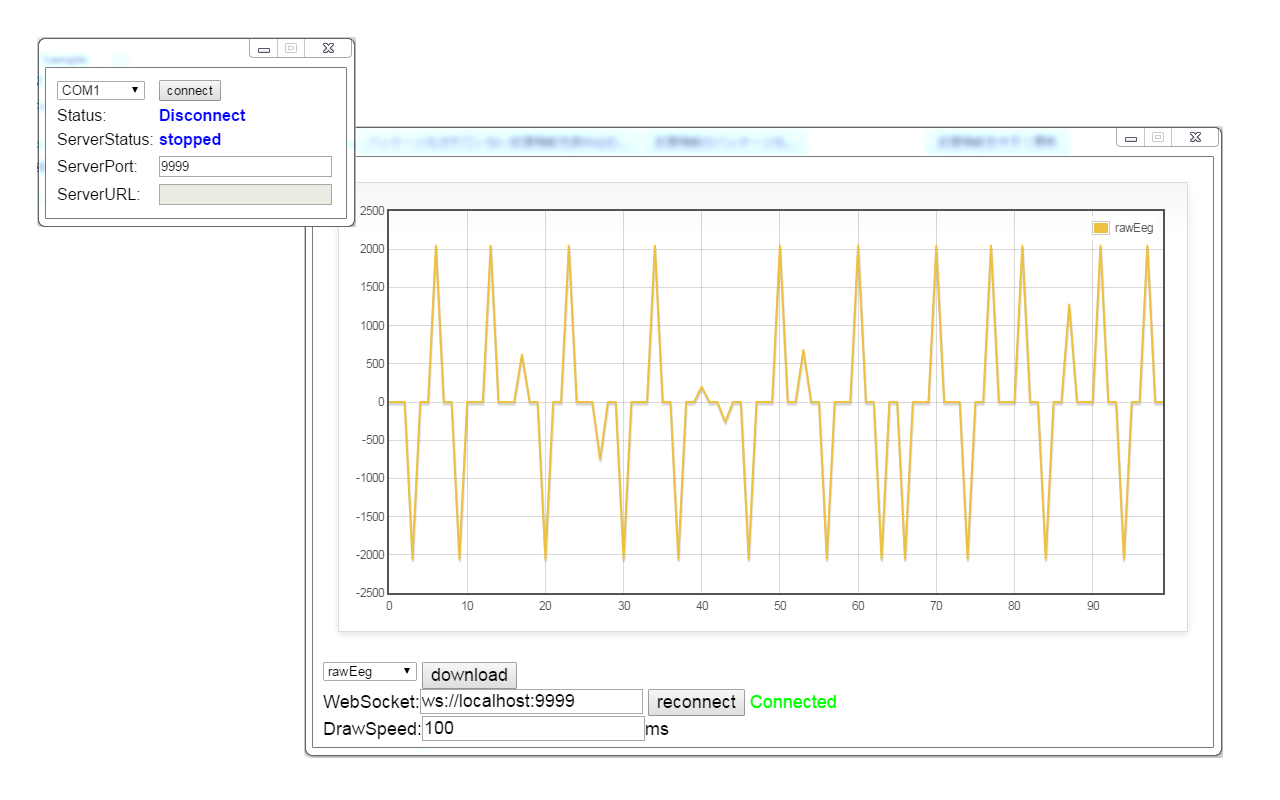 COM1 connect
Status: Disconnect
ServerStatus: stopped
ServerPort: 9999
ServerURL:
2500
2000
1500
1000
500
0
-500
-1000
-1500
-2000
-2500
rawEeg
0 10 20 30 40 50 60 70 80 90
rawEeg download
WebSocket: ws://localhost:9999 reconnect Connected
DrawSpeed: 100 ms